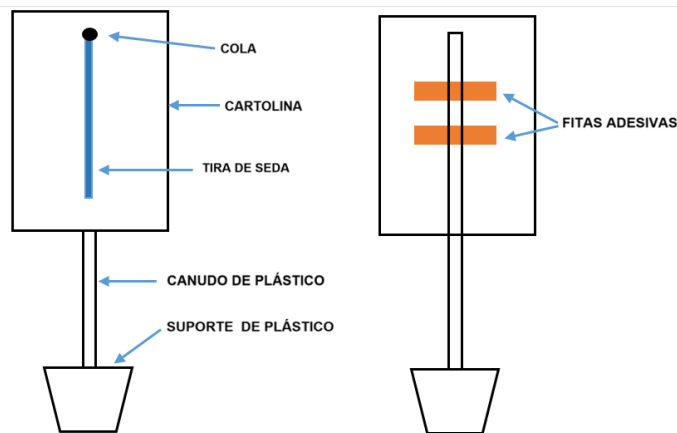 COLA
CARTOLINA
TIRA DE SEDA
CANUDO DE PLÁSTICO
SUPORTE DE PLÁSTICO
FITAS ADESIVAS